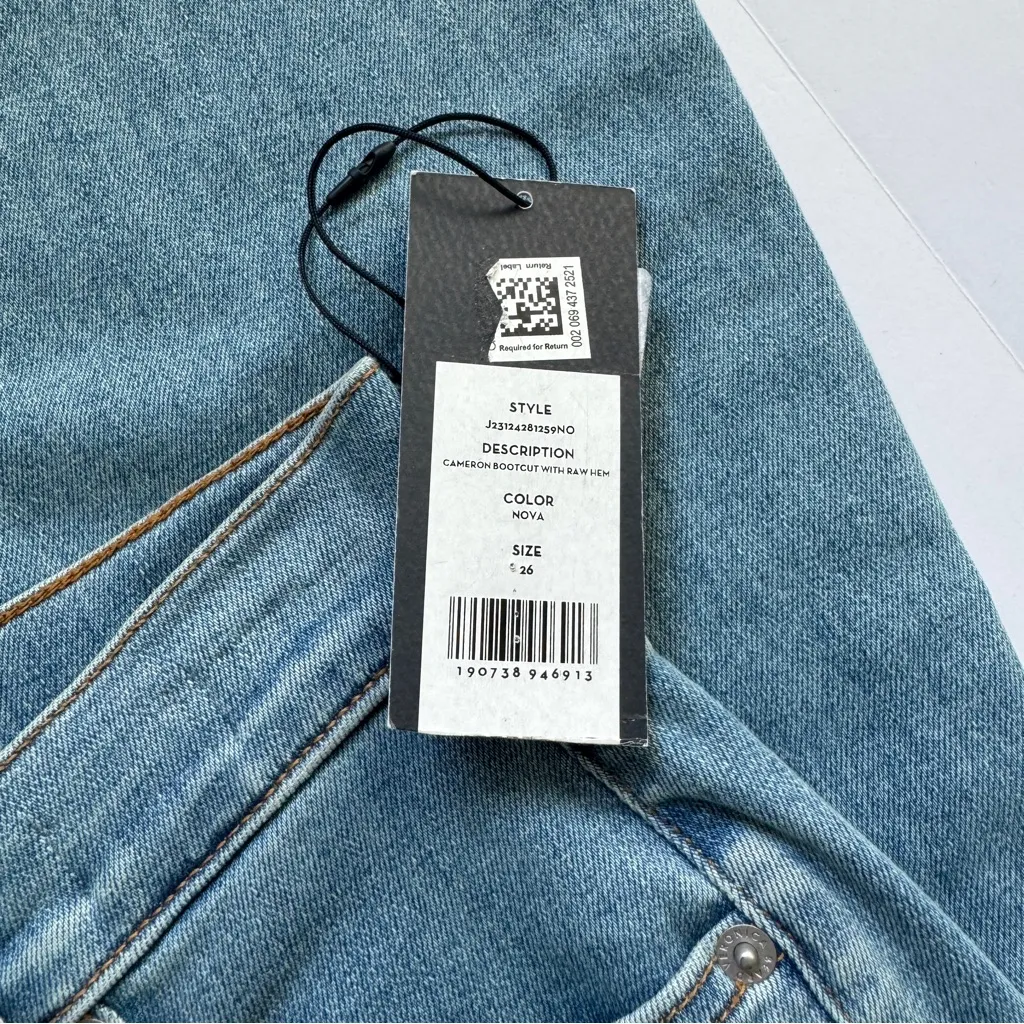 Return Label
002 069 437 2521
Required for Return
STYLE
J23124281259NO
DESCRIPTION
CAMERON BOOTCUT WITH RAW HEM
COLOR
NOVA
SIZE
26
190738 946913